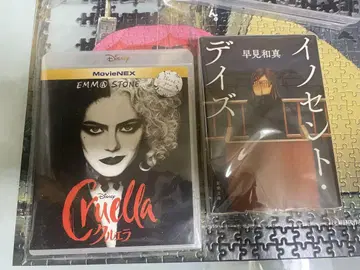 Disney
MovieNEX
EMMA STONE
Disney
Cruella
クルエラ
早見和真
イノセント・
デイズ